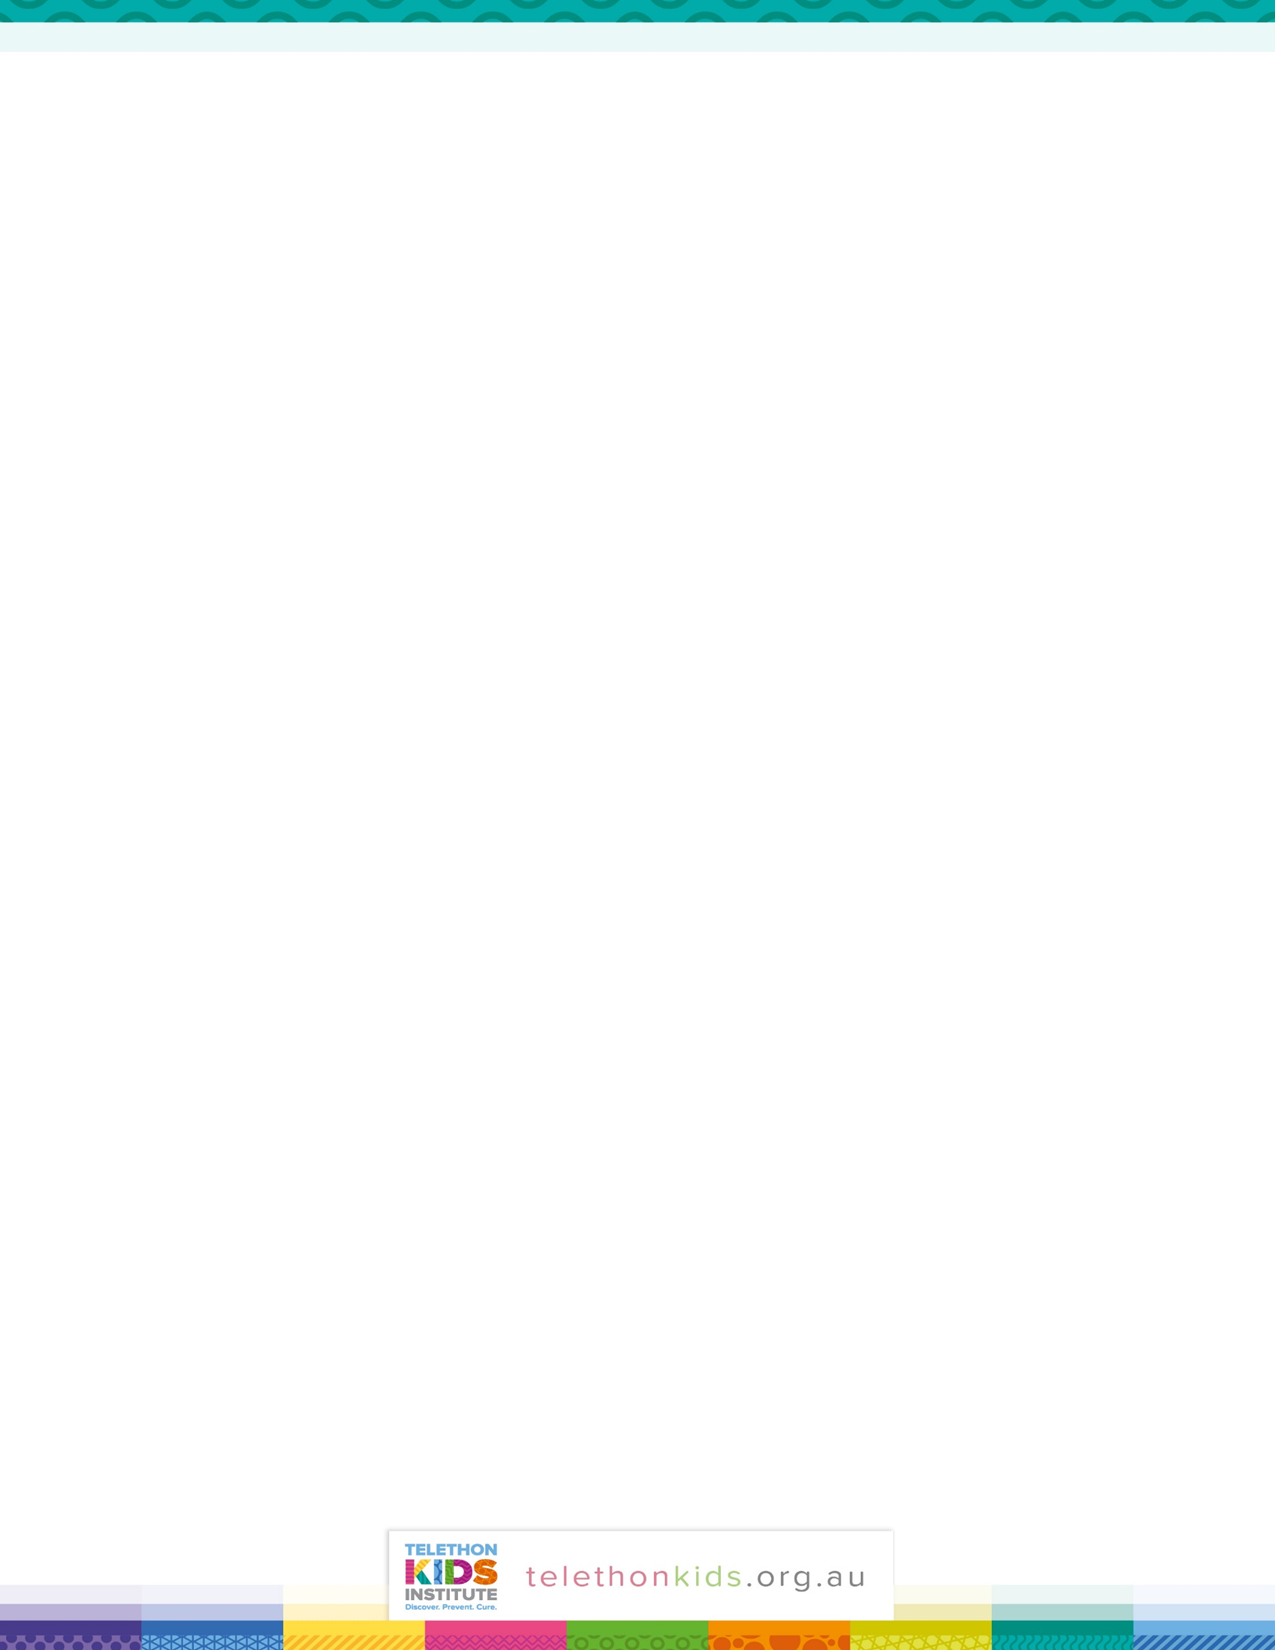 TELETHON
KIDS
INSTITUTE
Discover. Prevent. Cure.
telethonkids.org.au